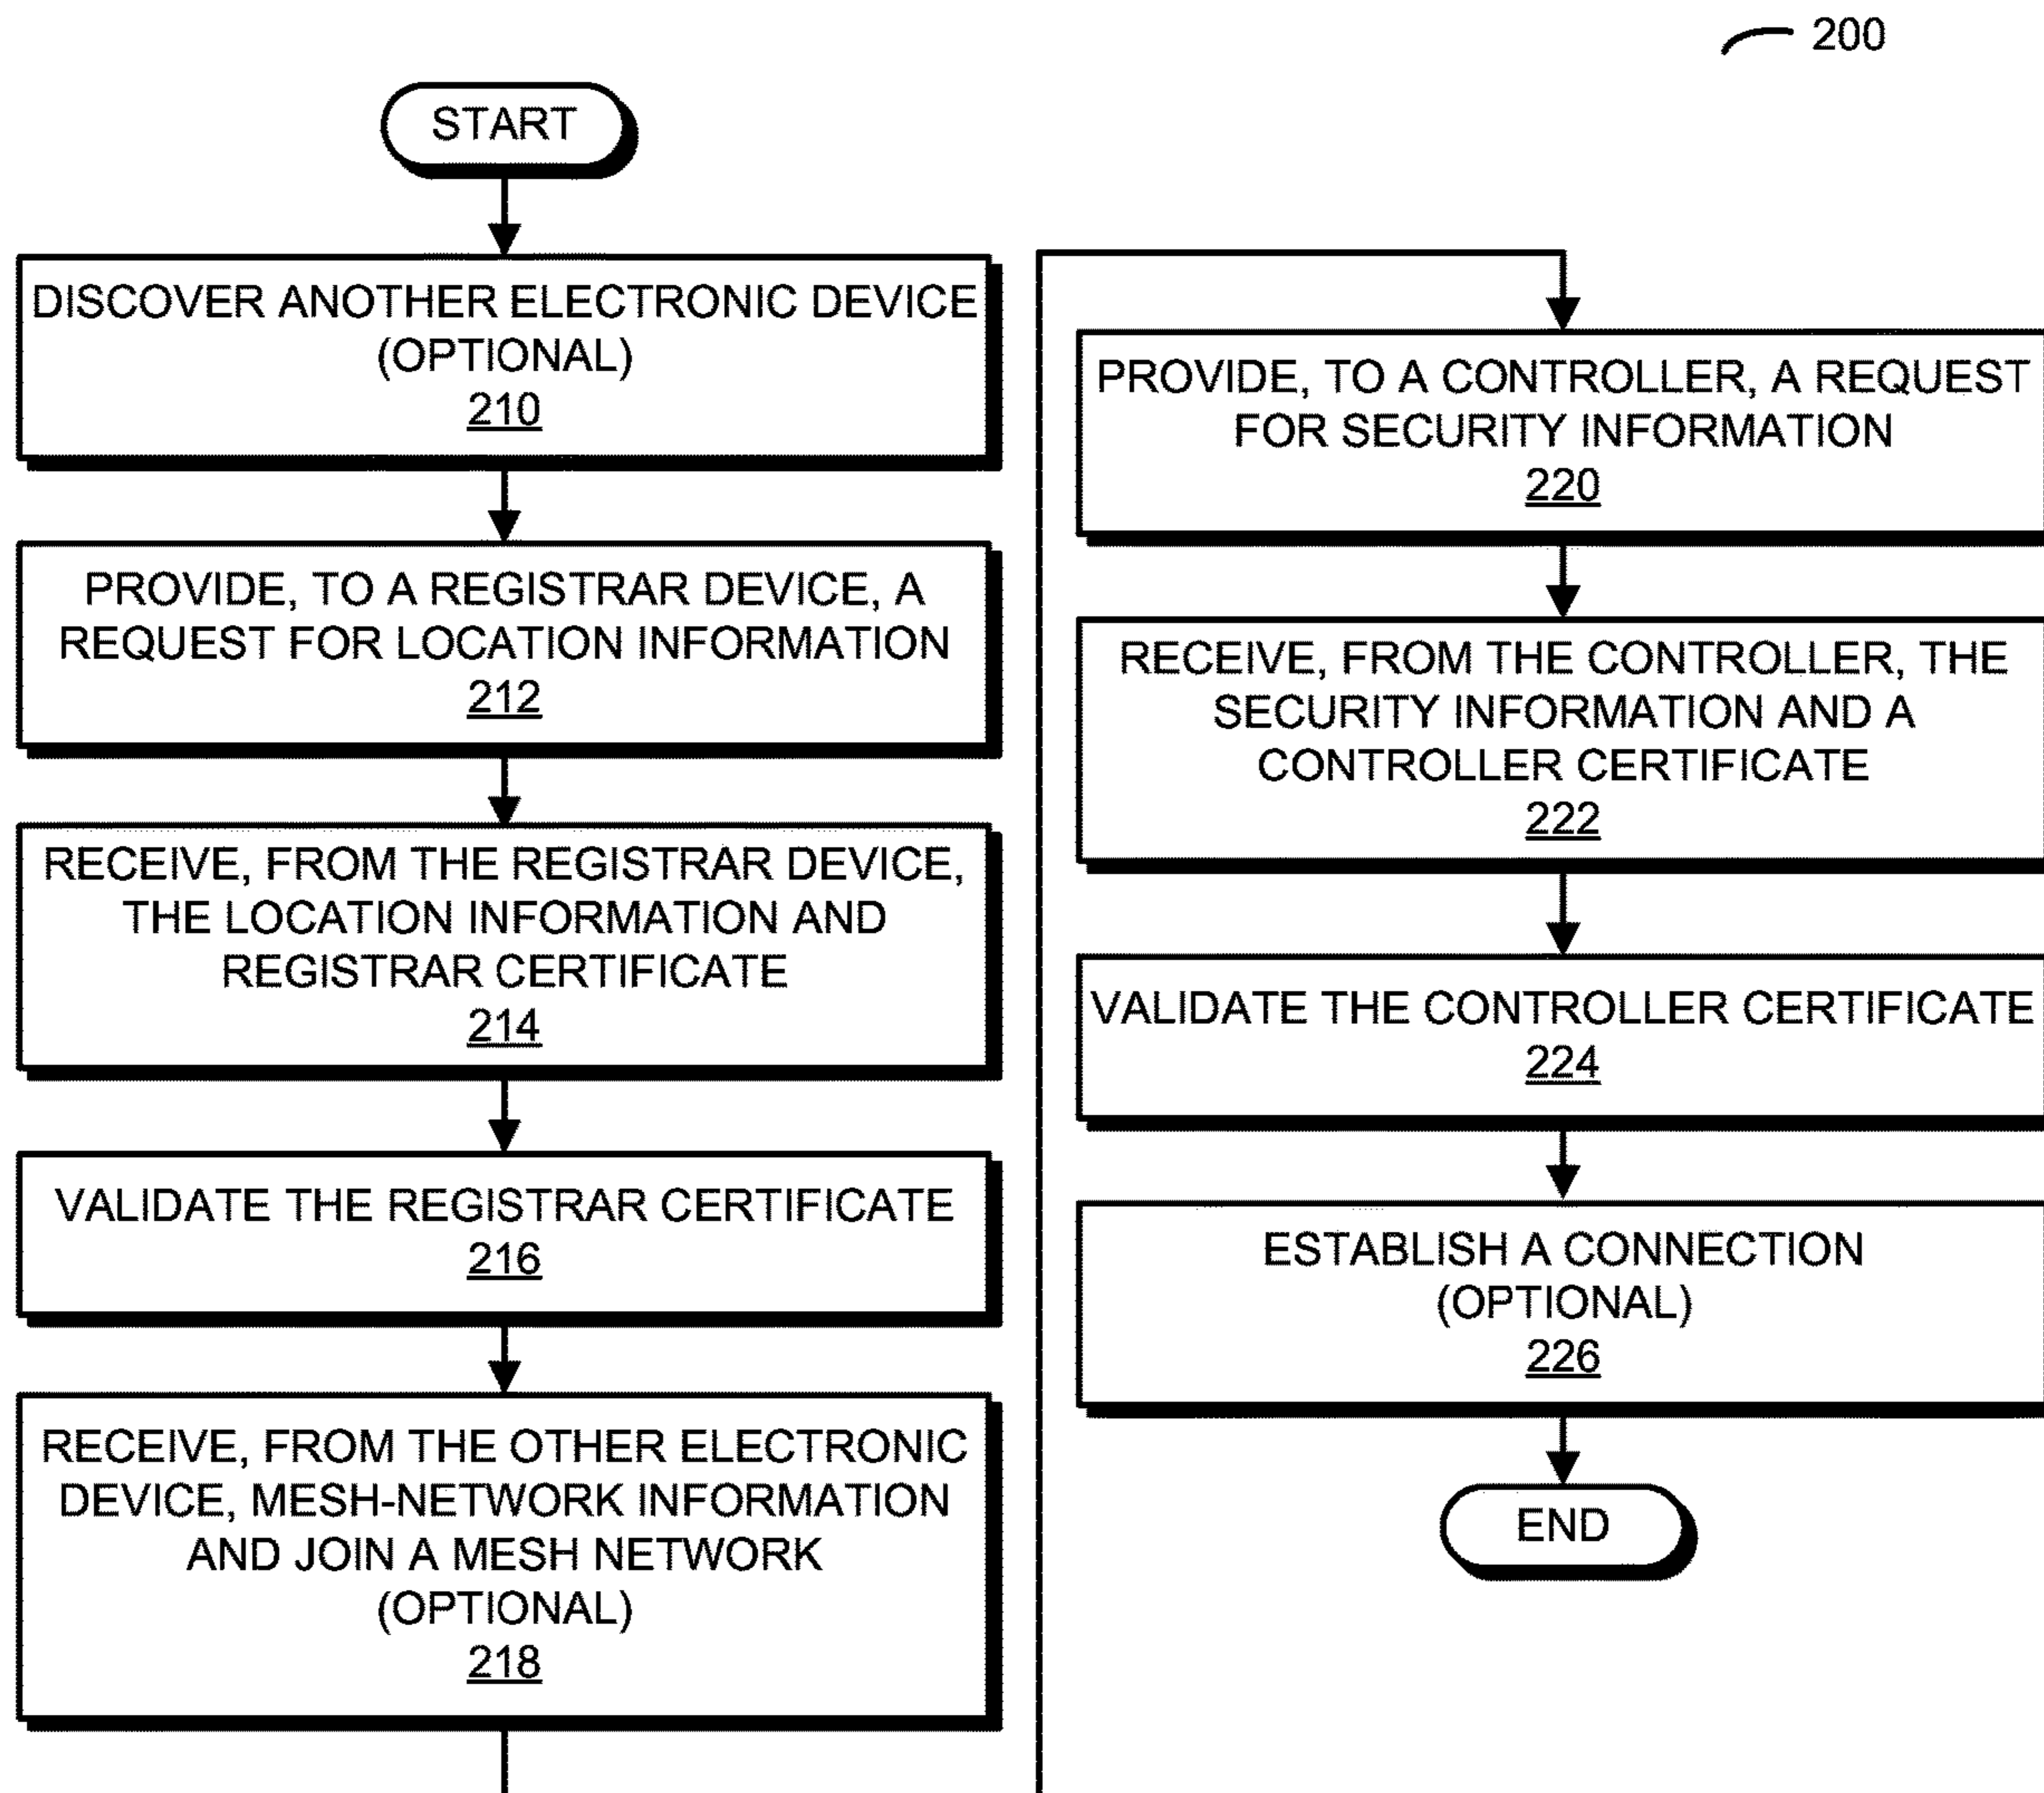 200
START
DISCOVER ANOTHER ELECTRONIC DEVICE
(OPTIONAL)
210
PROVIDE, TO A REGISTRAR DEVICE, A
REQUEST FOR LOCATION INFORMATION
212
RECEIVE, FROM THE REGISTRAR DEVICE,
THE LOCATION INFORMATION AND
REGISTRAR CERTIFICATE
214
VALIDATE THE REGISTRAR CERTIFICATE
216
RECEIVE, FROM THE OTHER ELECTRONIC
DEVICE, MESH-NETWORK INFORMATION
AND JOIN A MESH NETWORK
(OPTIONAL)
218
PROVIDE, TO A CONTROLLER, A REQUEST
FOR SECURITY INFORMATION
220
RECEIVE, FROM THE CONTROLLER, THE
SECURITY INFORMATION AND A
CONTROLLER CERTIFICATE
222
VALIDATE THE CONTROLLER CERTIFICATE
224
ESTABLISH A CONNECTION
(OPTIONAL)
226
END